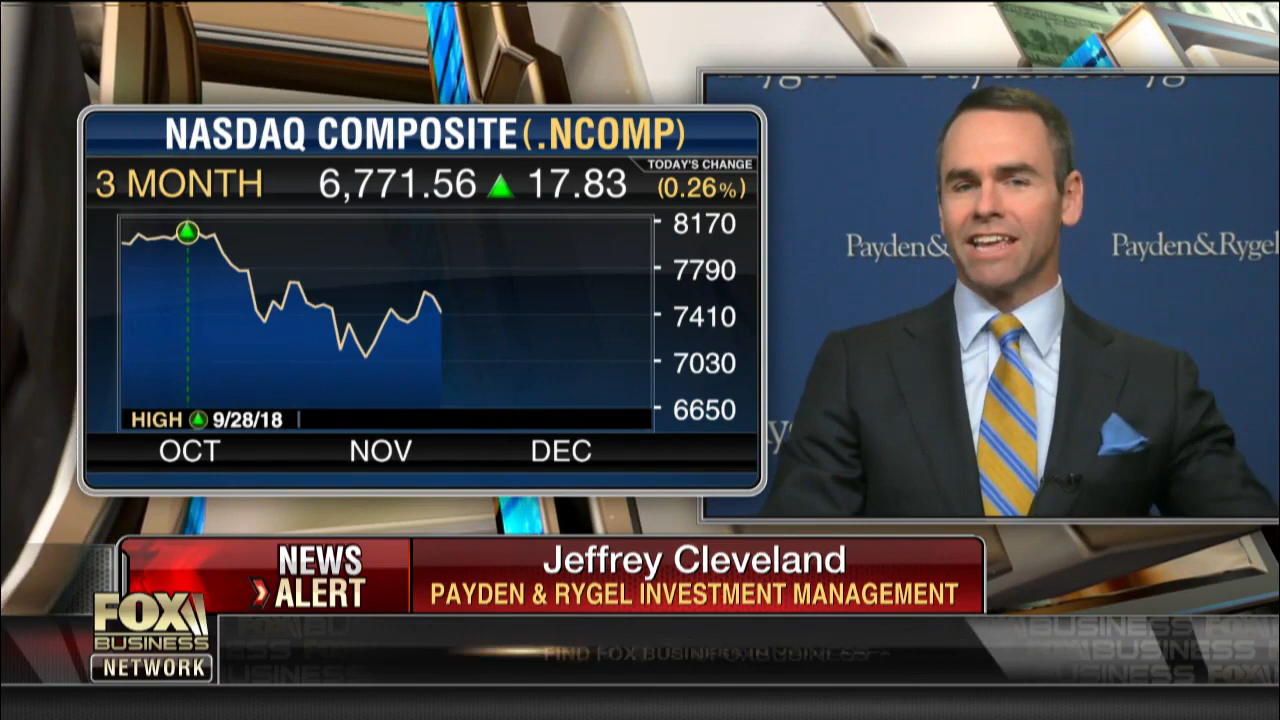 NASDAQ COMPOSITE (.NCOMP)
TODAY'S CHANGE
3 MONTH 6,771.56 17.83 (0.26%)
8170
7790
7410
7030
6650
HIGH 9/28/18
OCT NOV DEC
Payden& Payden&Rygel
NEWS
ALERT
Jeffrey Cleveland
PAYDEN & RYGEL INVESTMENT MANAGEMENT
FOX
BUSINESS
NETWORK